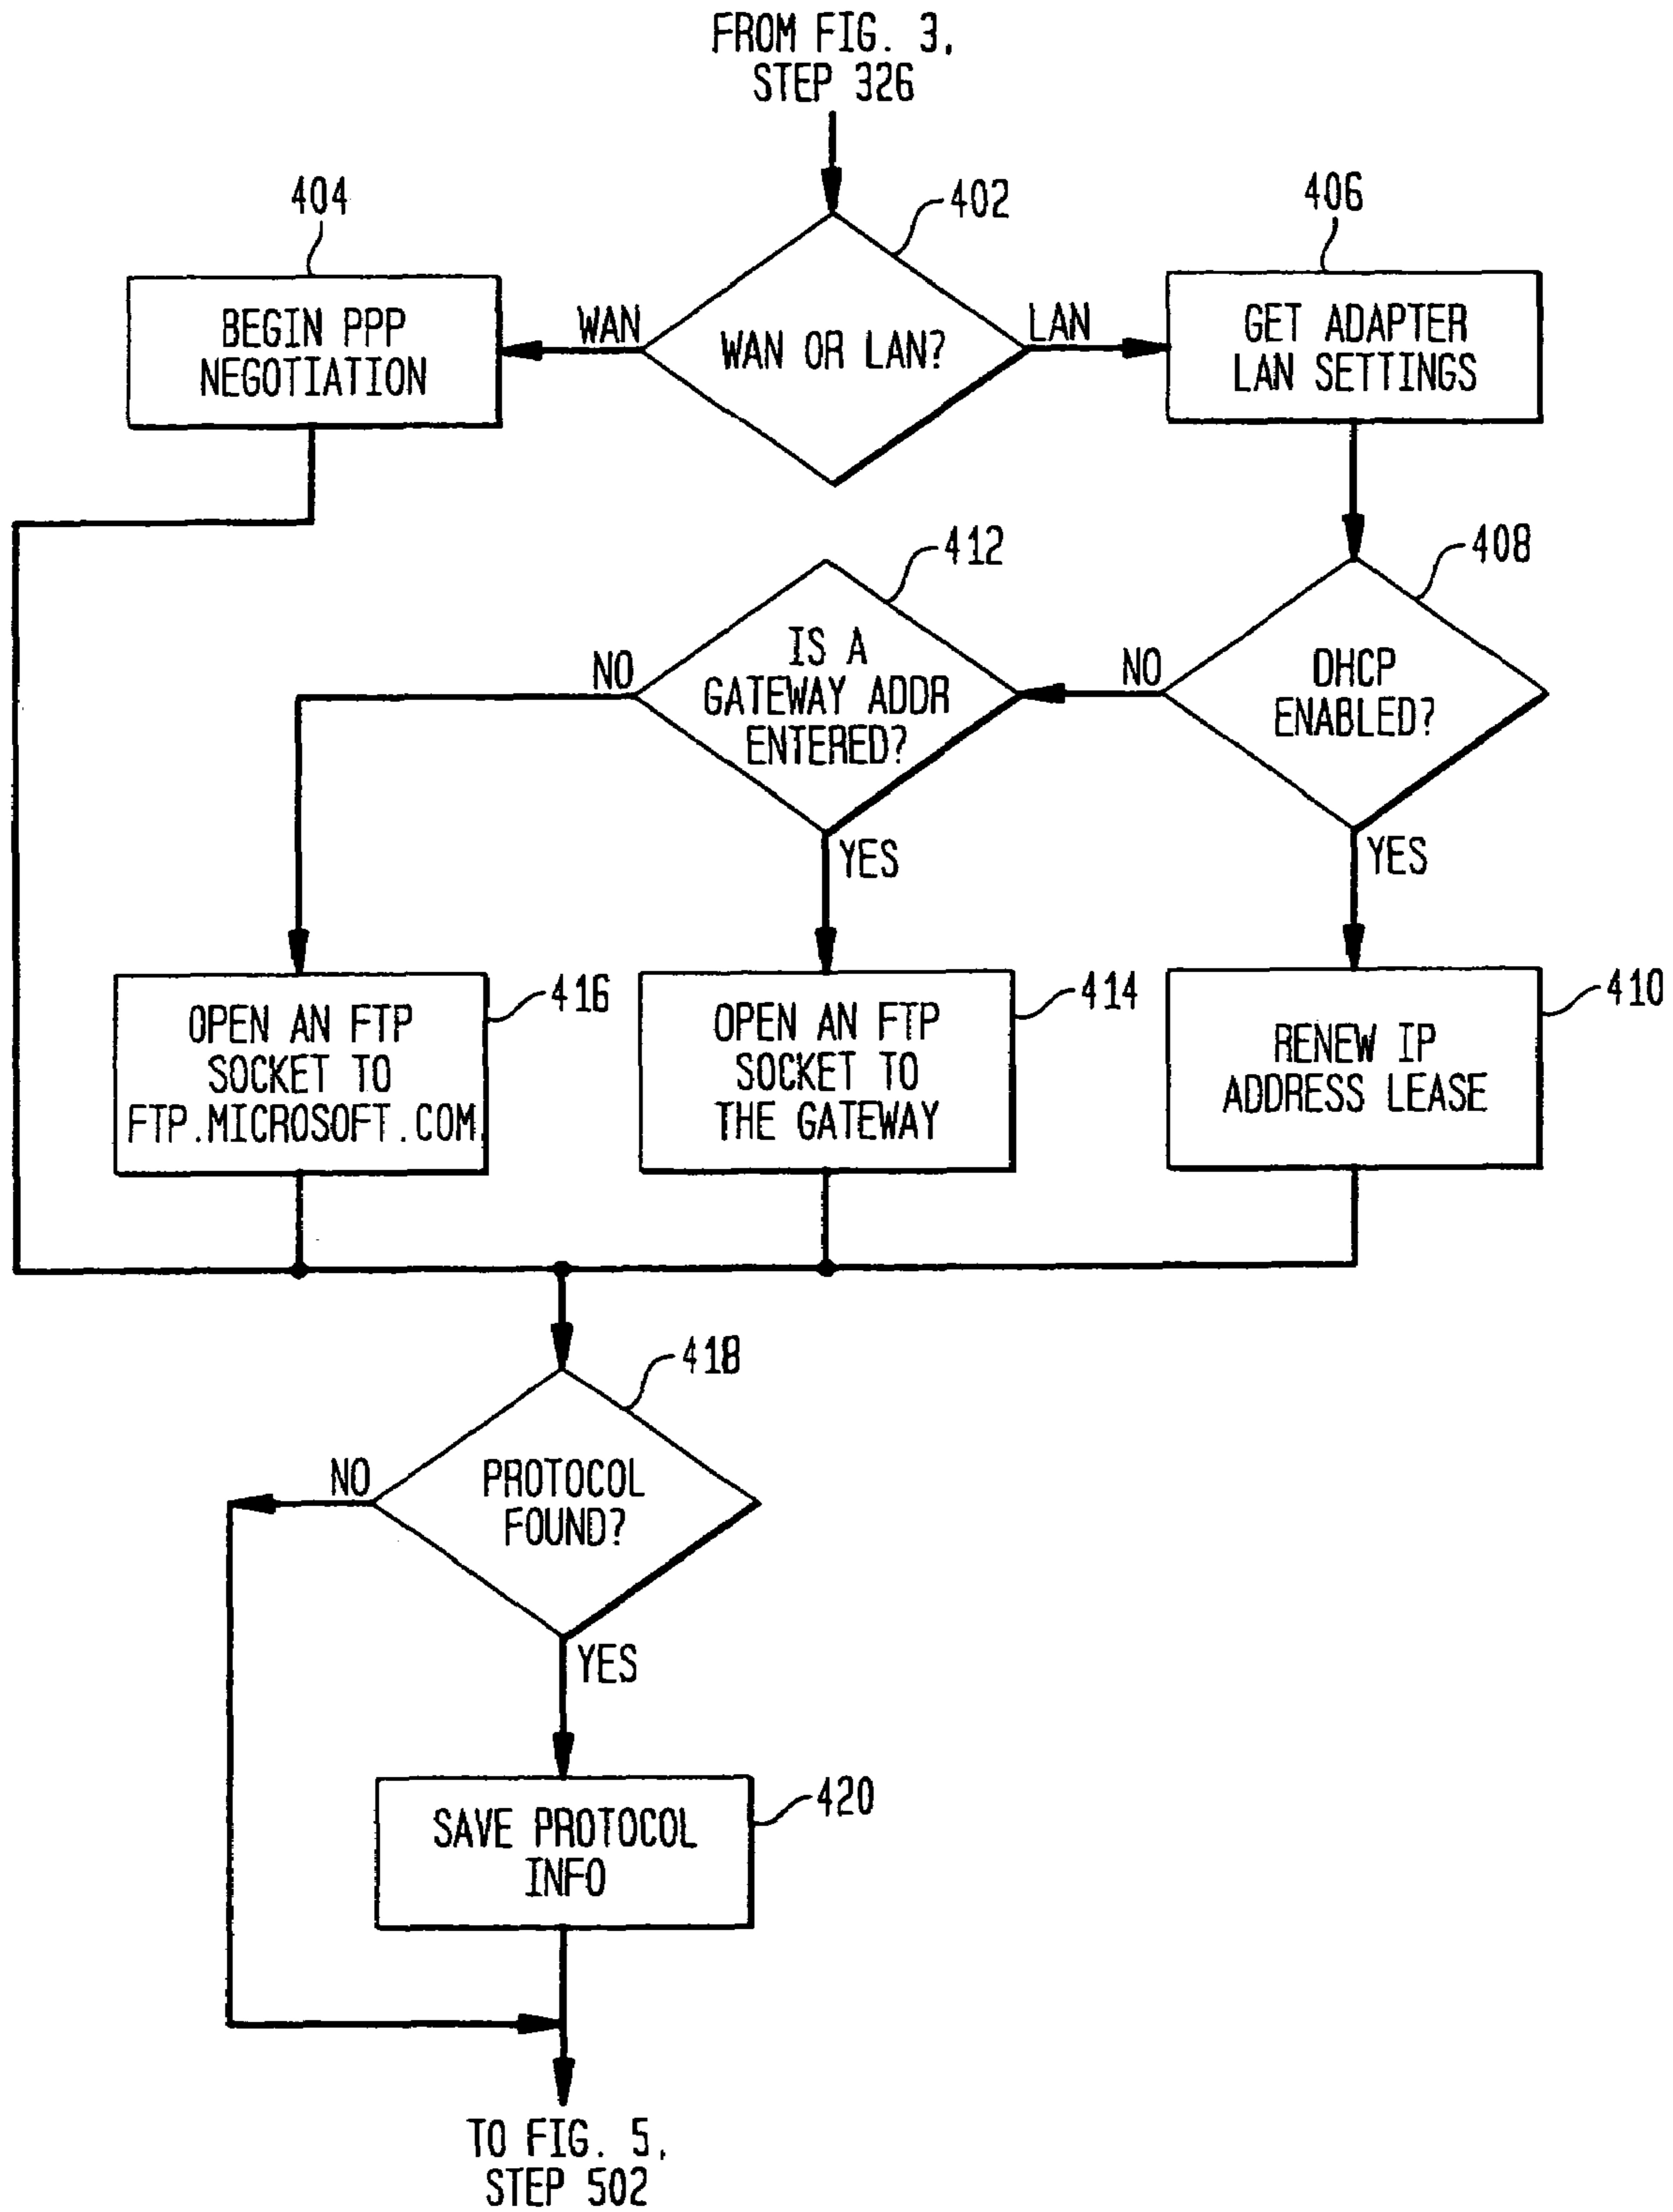 FROM FIG. 3,
STEP 326
404
402
406
BEGIN PPP
NEGOTIATION
WAN
WAN OR LAN?
LAN
GET ADAPTER
LAN SETTINGS
412
408
NO
IS A
GATEWAY ADDR
ENTERED?
NO
DHCP
ENABLED?
YES
YES
416
414
410
OPEN AN FTP
SOCKET TO
FTP.MICROSOFT.COM
OPEN AN FTP
SOCKET TO
THE GATEWAY
RENEW IP
ADDRESS LEASE
418
NO
PROTOCOL
FOUND?
YES
420
SAVE PROTOCOL
INFO
TO FIG. 5,
STEP 502